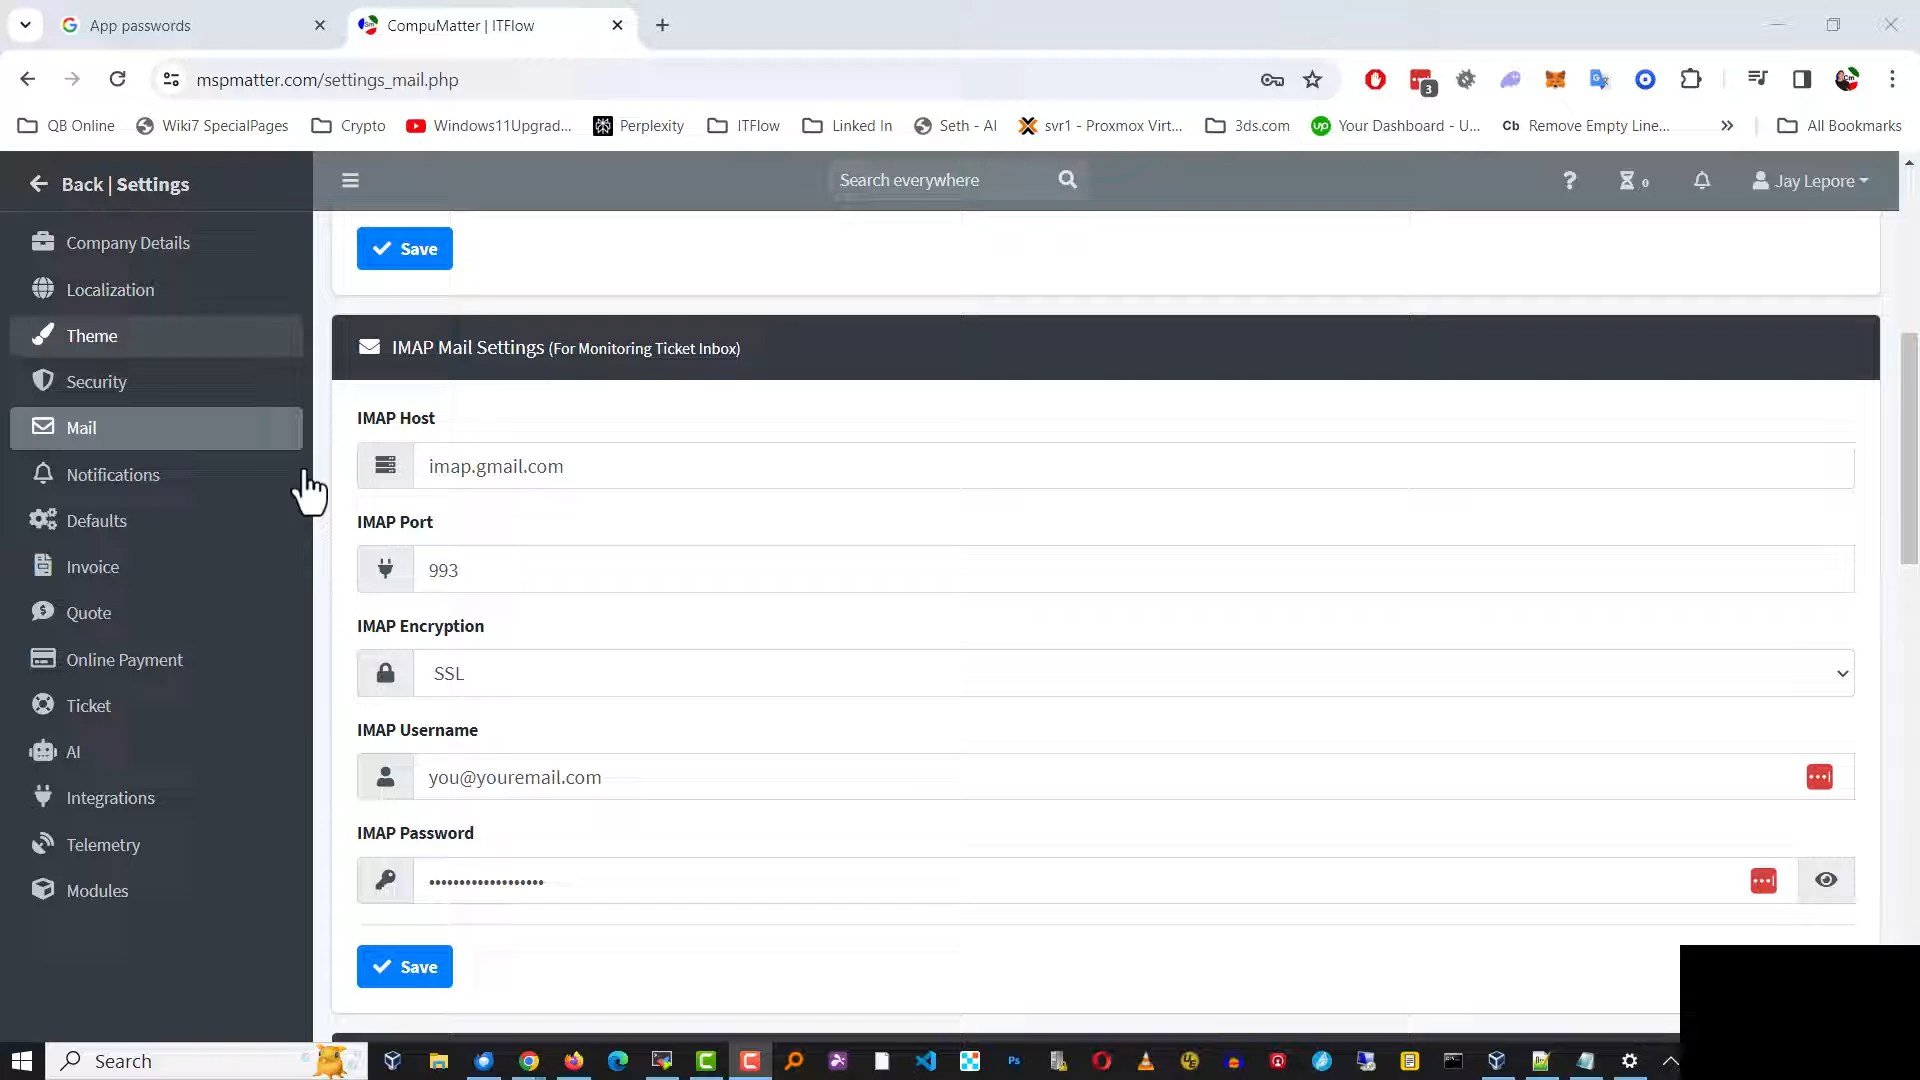 App passwords
CompuMatter | ITFlow
mspmatter.com/settings_mail.php
3
QB Online
Wiki7 SpecialPages
Crypto
Windows11Upgrad...
Perplexity
ITFlow
Linked In
Seth - AI
svr1 - Proxmox Virt...
3ds.com
up
Your Dashboard - U...
Cb
Remove Empty Line...
All Bookmarks
Back | Settings
Search everywhere
?
0
Jay Lepore
Company Details
Localization
Theme
Security
Mail
Notifications
Defaults
Invoice
Quote
Online Payment
Ticket
AI
Integrations
Telemetry
Modules
Save
IMAP Mail Settings (For Monitoring Ticket Inbox)
IMAP Host
imap.gmail.com
IMAP Port
993
IMAP Encryption
SSL
IMAP Username
you@youremail.com
IMAP Password
••••••••••••••••••••
Save
Search
Ps